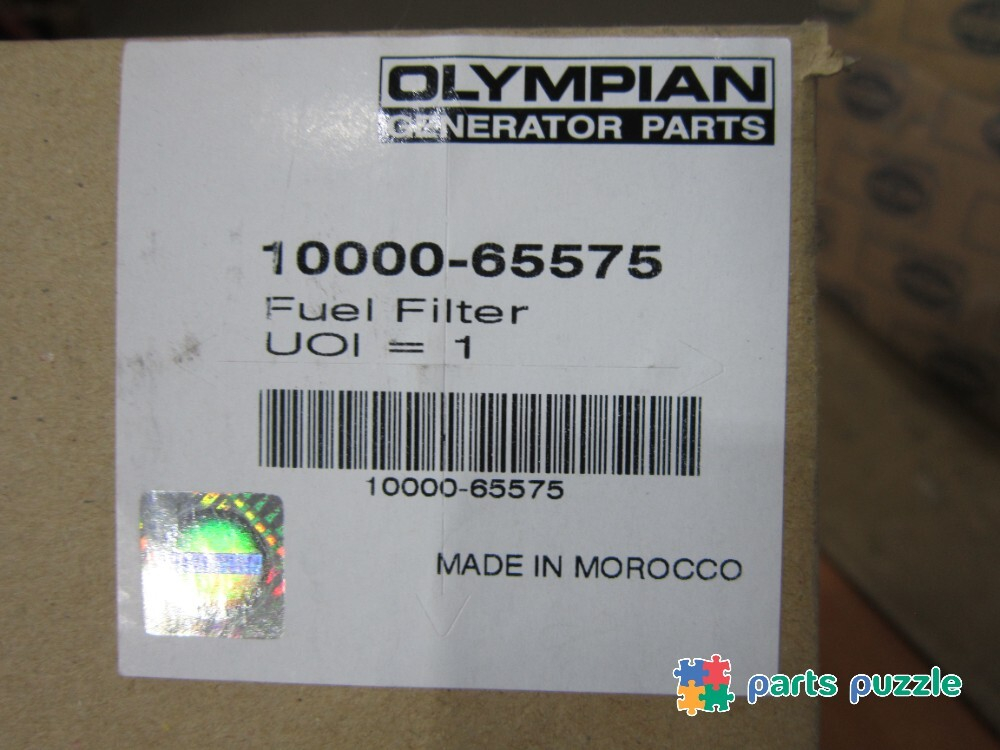 OLYMPIAN
GENERATOR PARTS
10000-65575
Fuel Filter
UOI = 1
10000-65575
MADE IN MOROCCO
parts puzzle